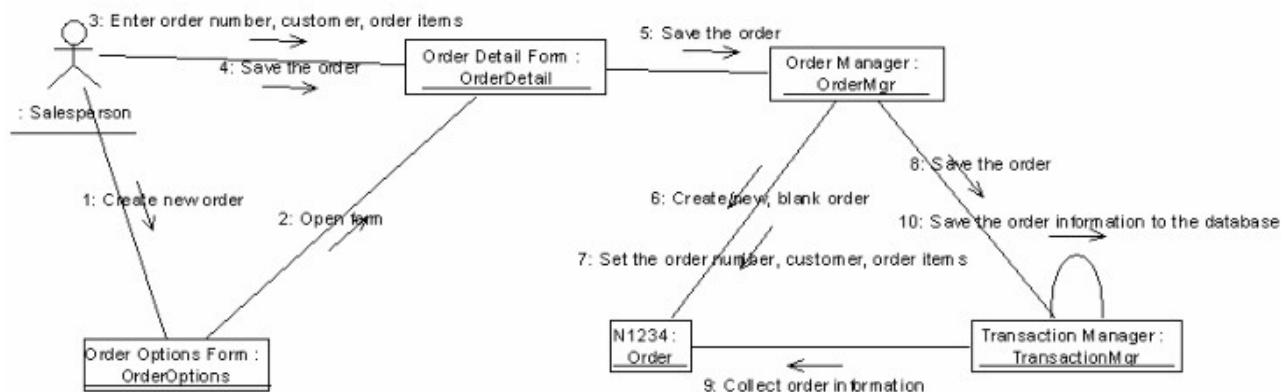 3: Enter order number, customer, order items
4: Save the order
Order Detail Form :
OrderDetail
5: Save the order
Order Manager :
OrderMgr
: Salesperson
1: Create new order
2: Open form
6: Create new, blank order
7: Set the order number, customer, order items
8: Save the order
10: Save the order information to the database
Order Options Form :
OrderOptions
N1234 :
Order
Transaction Manager :
TransactionMgr
9: Collect order information